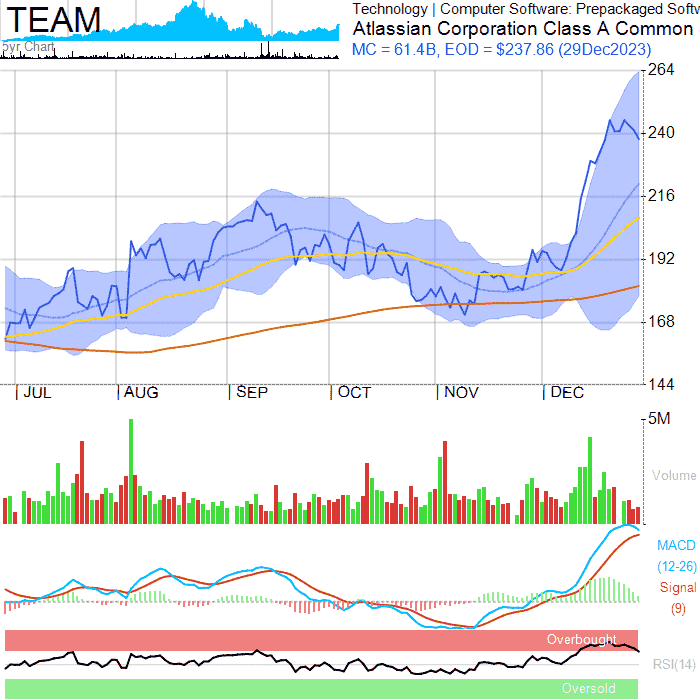 TEAM
5yr Chart
Technology | Computer Software: Prepackaged Softw
Atlassian Corporation Class A Common
MC = 61.4B, EOD = $237.86 (29Dec2023)
264
240
216
192
168
144
JUL AUG SEP OCT NOV DEC
5M
Volume
MACD
(12-26)
Signal
(9)
Overbought
RSI(14)
Oversold